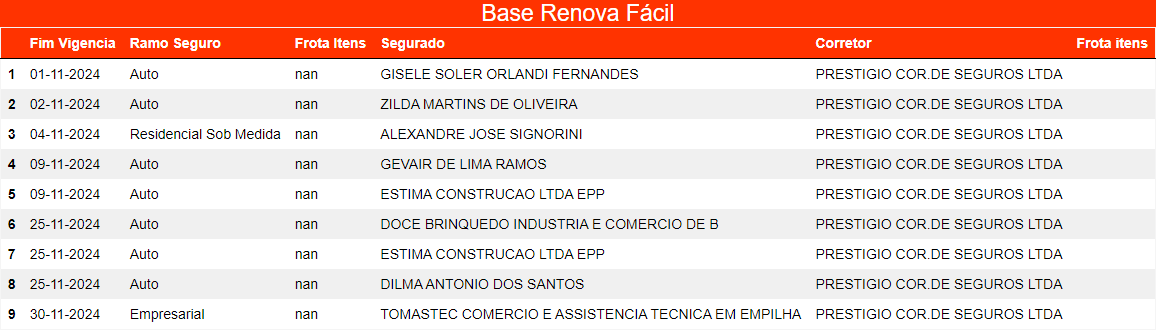 Base Renova Fácil
Fim Vigencia Ramo Seguro Frota Itens Segurado Corretor Frota itens
1 01-11-2024 Auto nan GISELE SOLER ORLANDI FERNANDES PRESTIGIO COR.DE SEGUROS LTDA
2 02-11-2024 Auto nan ZILDA MARTINS DE OLIVEIRA PRESTIGIO COR.DE SEGUROS LTDA
3 04-11-2024 Residencial Sob Medida nan ALEXANDRE JOSE SIGNORINI PRESTIGIO COR.DE SEGUROS LTDA
4 09-11-2024 Auto nan GEVAIR DE LIMA RAMOS PRESTIGIO COR.DE SEGUROS LTDA
5 09-11-2024 Auto nan ESTIMA CONSTRUCAO LTDA EPP PRESTIGIO COR.DE SEGUROS LTDA
6 25-11-2024 Auto nan DOCE BRINQUEDO INDUSTRIA E COMERCIO DE B PRESTIGIO COR.DE SEGUROS LTDA
7 25-11-2024 Auto nan ESTIMA CONSTRUCAO LTDA EPP PRESTIGIO COR.DE SEGUROS LTDA
8 25-11-2024 Auto nan DILMA ANTONIO DOS SANTOS PRESTIGIO COR.DE SEGUROS LTDA
9 30-11-2024 Empresarial nan TOMASTEC COMERCIO E ASSISTENCIA TECNICA EM EMPILHA PRESTIGIO COR.DE SEGUROS LTDA